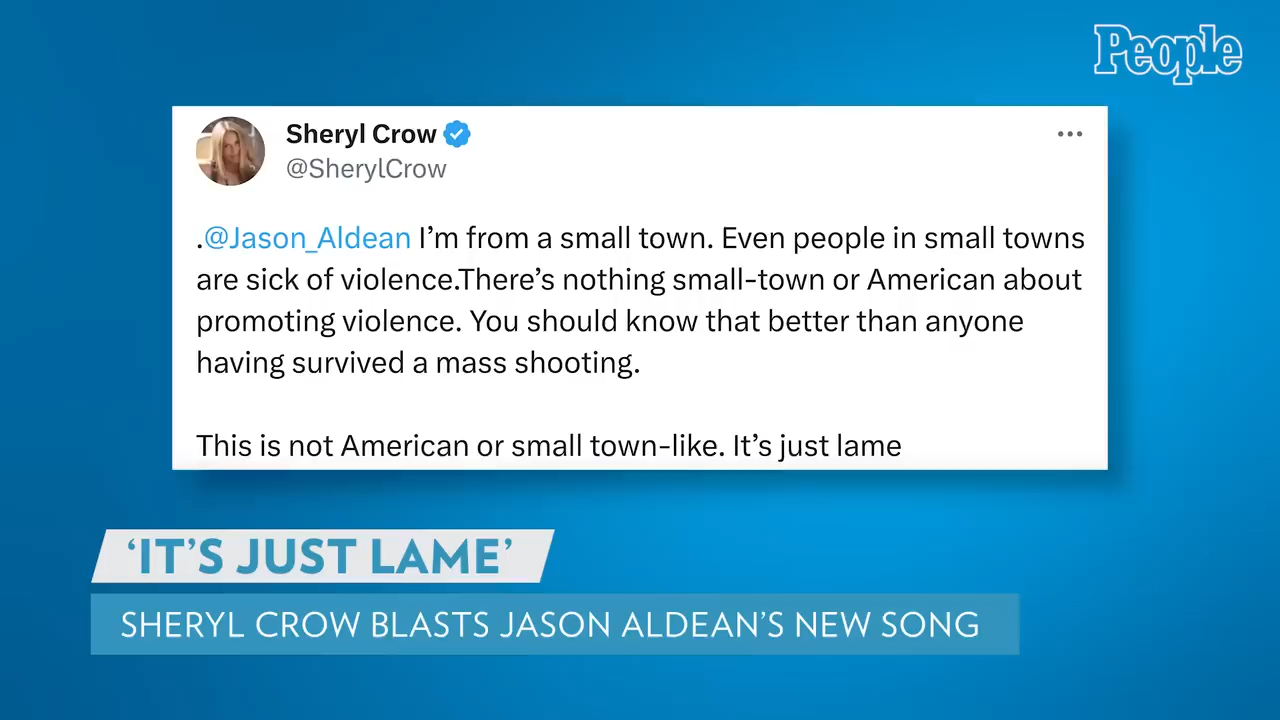 People
Sheryl Crow
@SherylCrow
.@Jason_Aldean I’m from a small town. Even people in small towns
are sick of violence.There’s nothing small-town or American about
promoting violence. You should know that better than anyone
having survived a mass shooting.
This is not American or small town-like. It’s just lame
‘IT’S JUST LAME’
SHERYL CROW BLASTS JASON ALDEAN’S NEW SONG